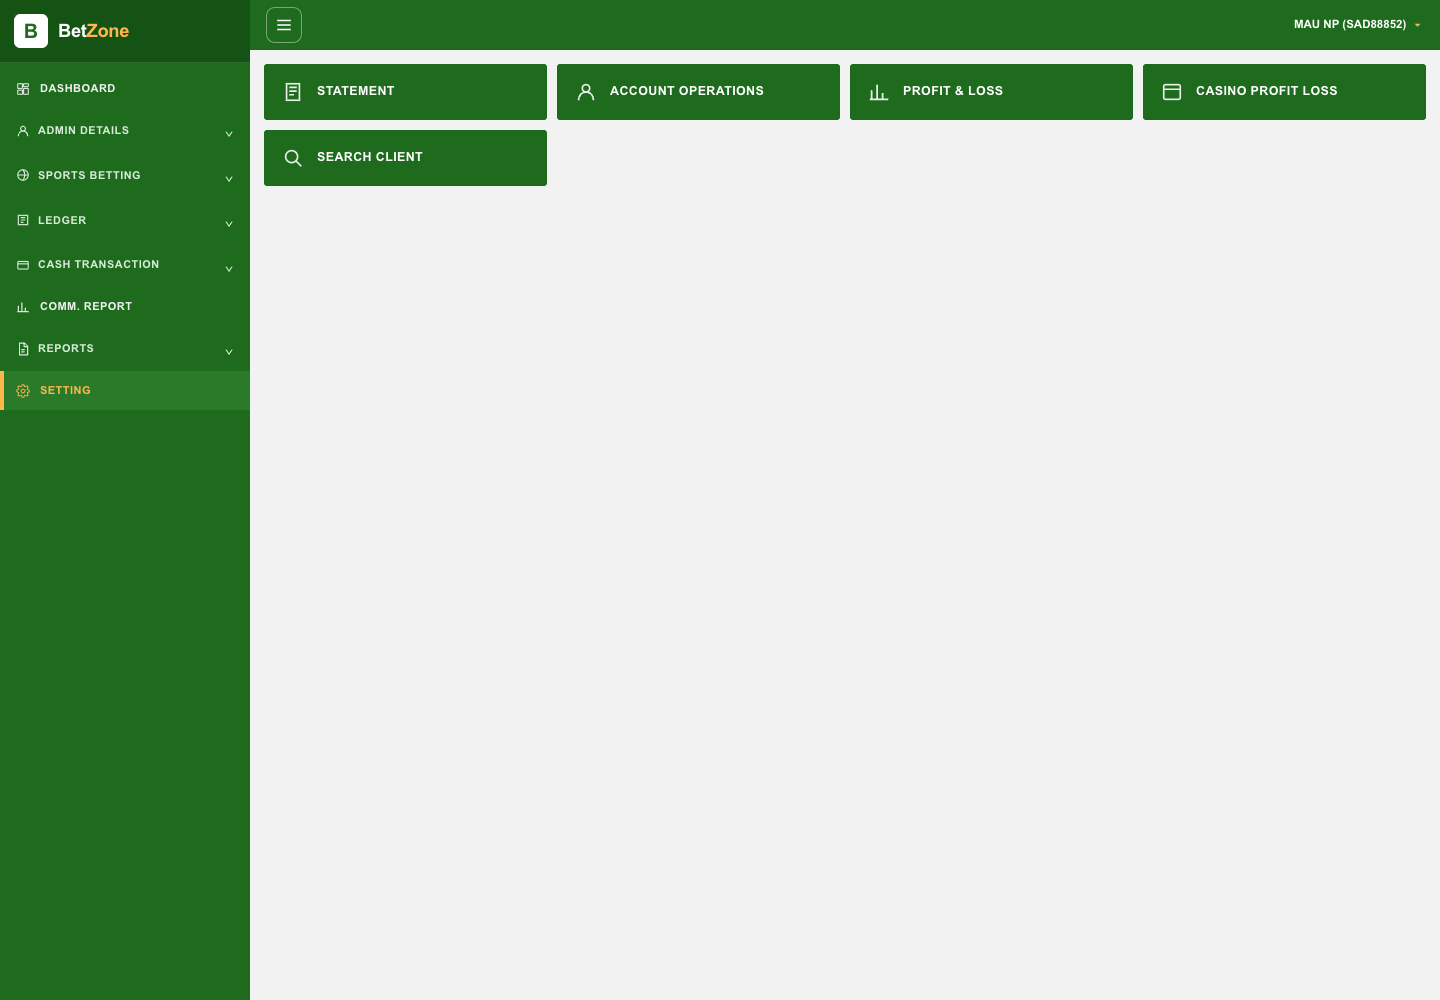 B BetZone
MAU NP (SAD88852)
DASHBOARD
ADMIN DETAILS
SPORTS BETTING
LEDGER
CASH TRANSACTION
COMM. REPORT
REPORTS
SETTING
STATEMENT
ACCOUNT OPERATIONS
PROFIT & LOSS
CASINO PROFIT LOSS
SEARCH CLIENT